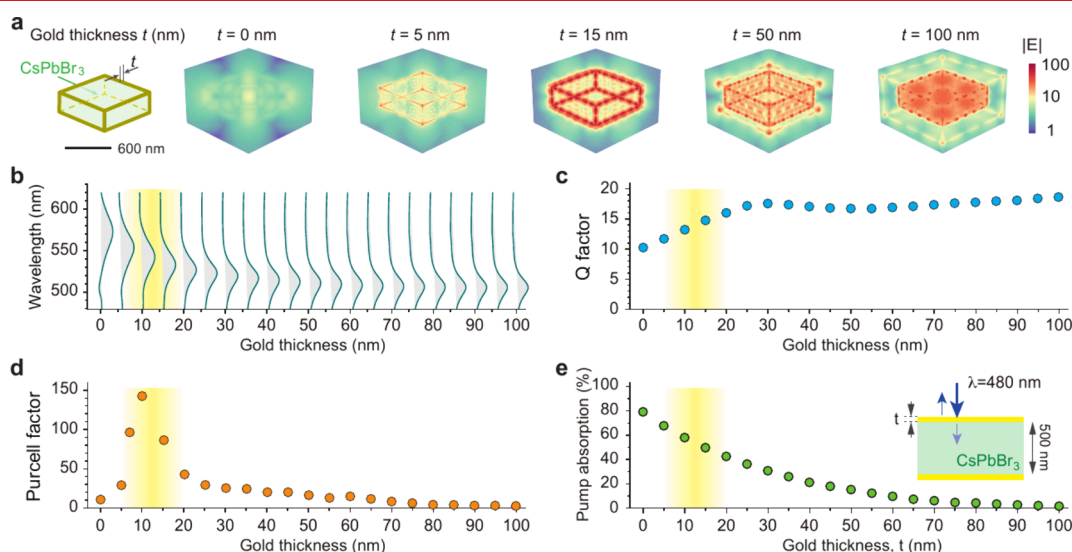 a
Gold thickness t (nm)
CsPbBr3
t
600 nm
t = 0 nm
t = 5 nm
t = 15 nm
t = 50 nm
t = 100 nm
|E|
100
10
1
b
Wavelength (nm)
600
550
500
0 10 20 30 40 50 60 70 80 90 100
Gold thickness (nm)
c
Q factor
20
15
10
5
0
0 10 20 30 40 50 60 70 80 90 100
Gold thickness (nm)
d
Purcell factor
150
100
50
0
0 10 20 30 40 50 60 70 80 90 100
Gold thickness (nm)
e
Pump absorption (%)
100
80
60
40
20
0
λ=480 nm
t
CsPbBr3
500 nm
0 10 20 30 40 50 60 70 80 90 100
Gold thickness, t (nm)